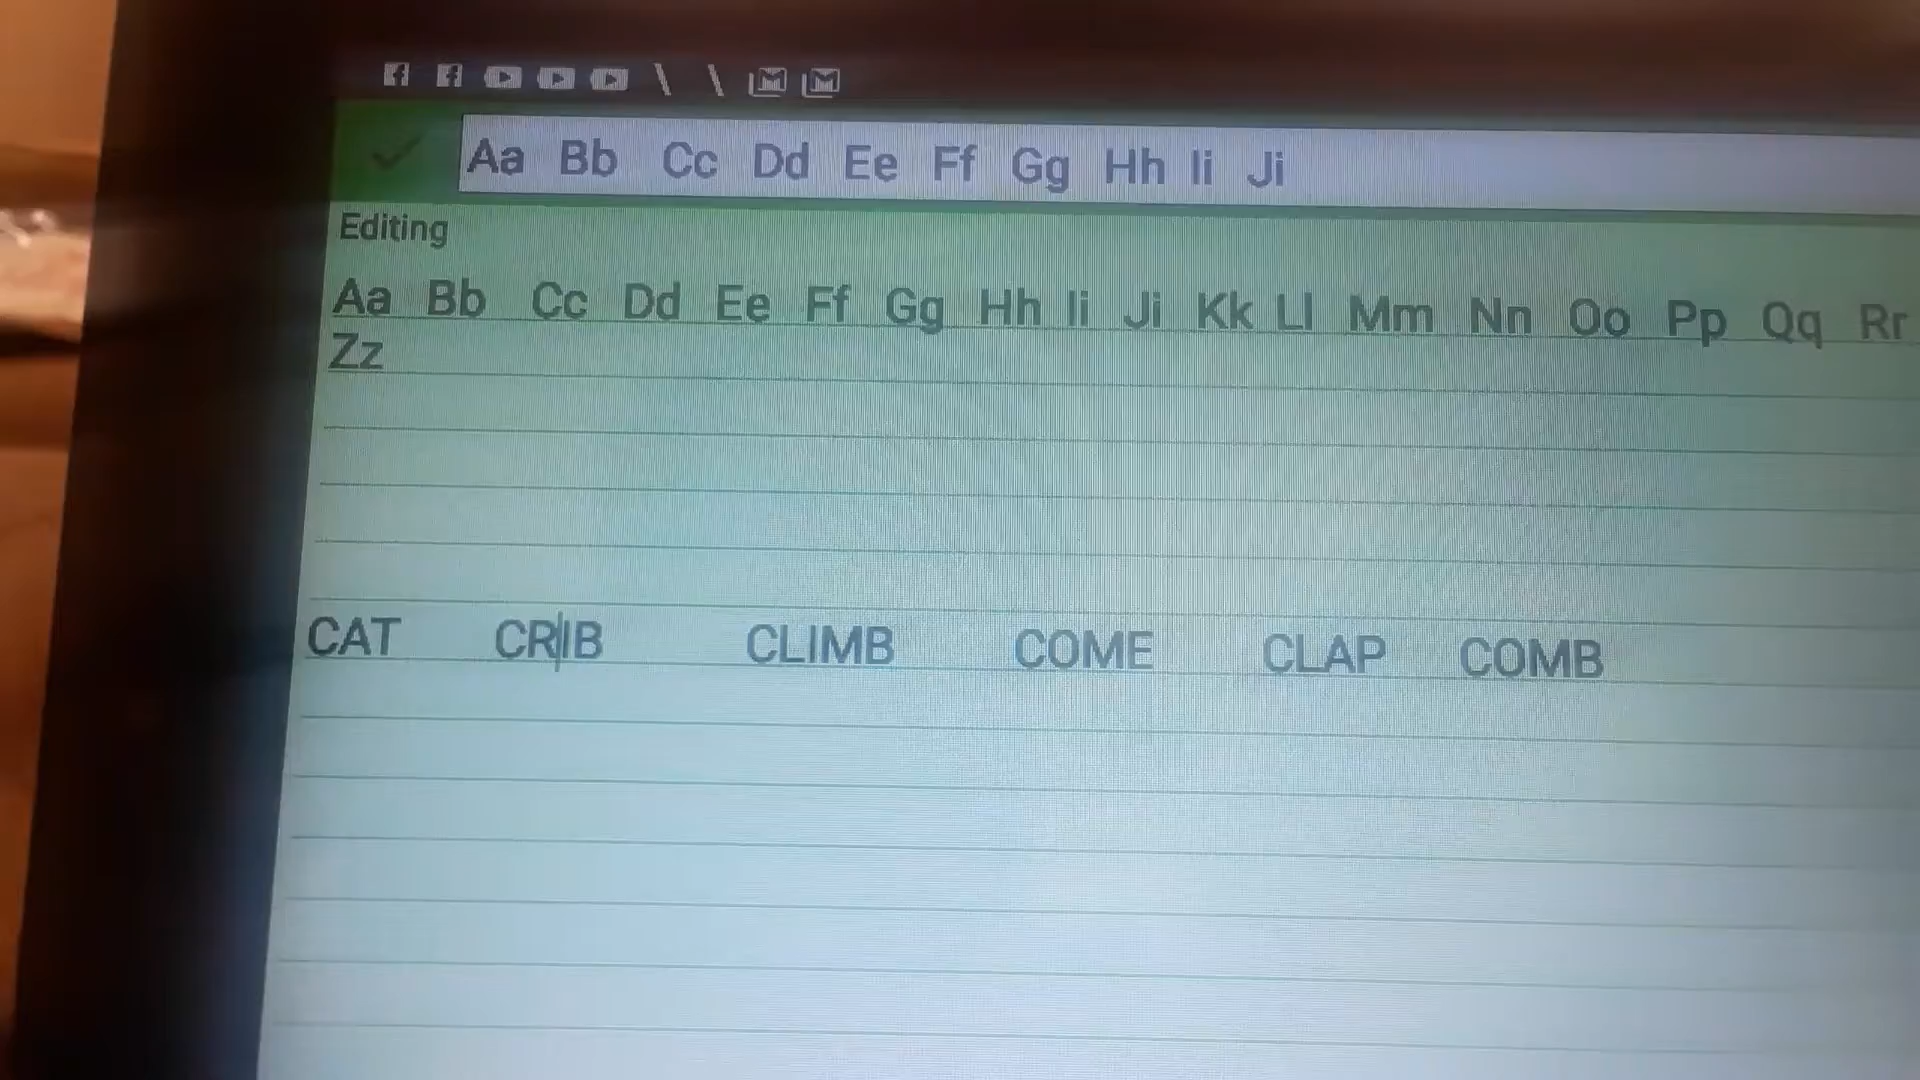 Aa Bb Cc Dd Ee Ff Gg Hh Ii Ji
Editing
Aa Bb Cc Dd Ee Ff Gg Hh Ii Ji Kk Ll Mm Nn Oo Pp Qq Rr
Zz
CAT CRIB CLIMB COME CLAP COMB